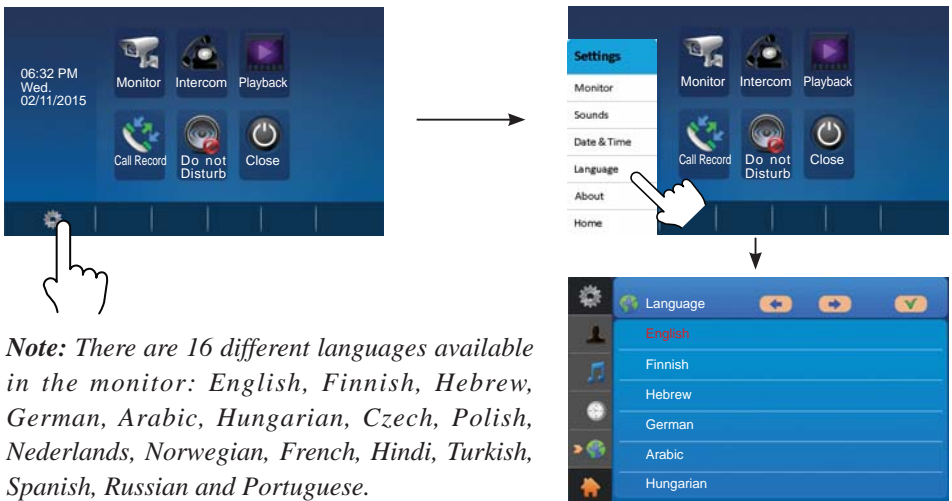 06:32 PM
Wed.
02/11/2015
Monitor
Intercom
Playback
Call Record
Do not
Disturb
Close
Settings
Monitor
Sounds
Date & Time
Language
About
Home
Monitor
Intercom
Playback
Call Record
Do not
Disturb
Close
Note: There are 16 different languages available
in the monitor: English, Finnish, Hebrew,
German, Arabic, Hungarian, Czech, Polish,
Nederlands, Norwegian, French, Hindi, Turkish,
Spanish, Russian and Portuguese.
Language
English
Finnish
Hebrew
German
Arabic
Hungarian